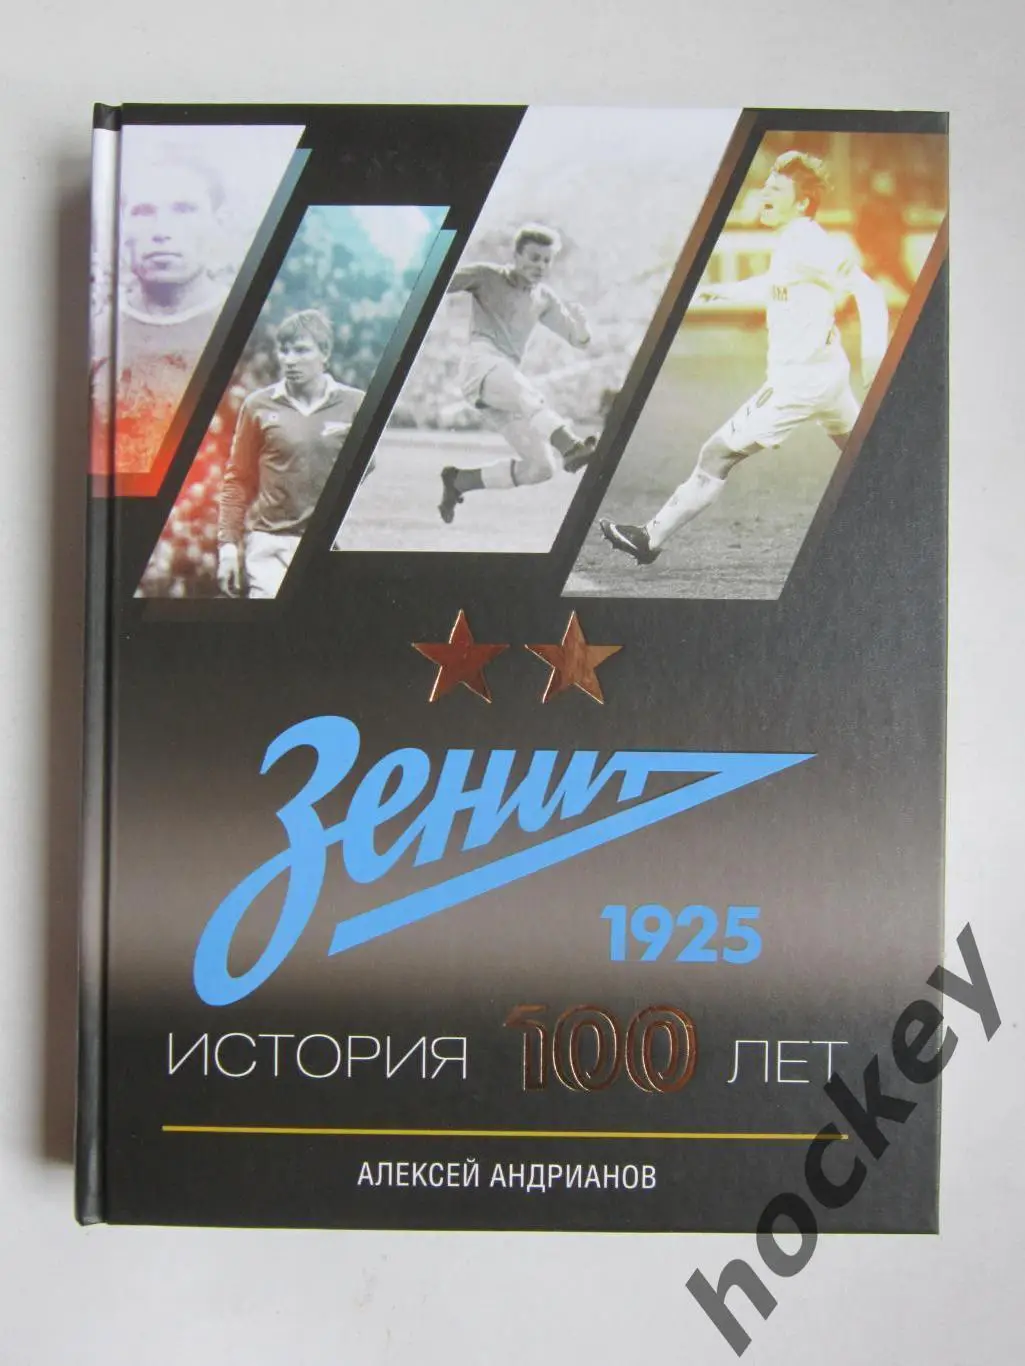 Зенит
1925
ИСТОРИЯ 100 ЛЕТ
АЛЕКСЕЙ АНДРИАНОВ
hockey